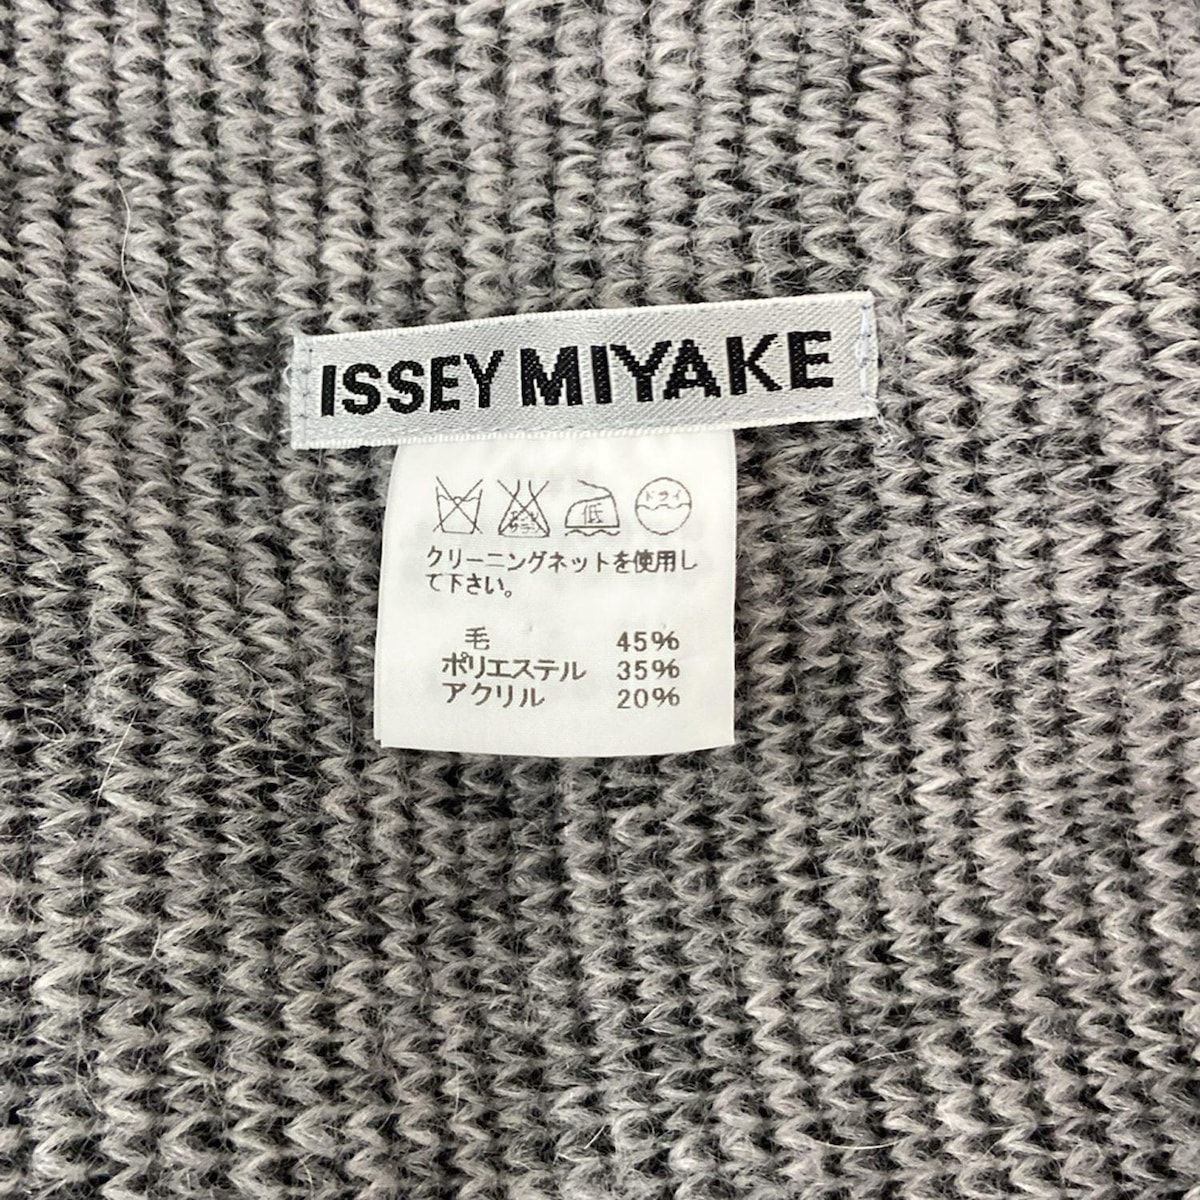 ISSEY MIYAKE
低 ドライ
クリーニングネットを使用し
て下さい。
毛 45%
ポリエステル 35%
アクリル 20%